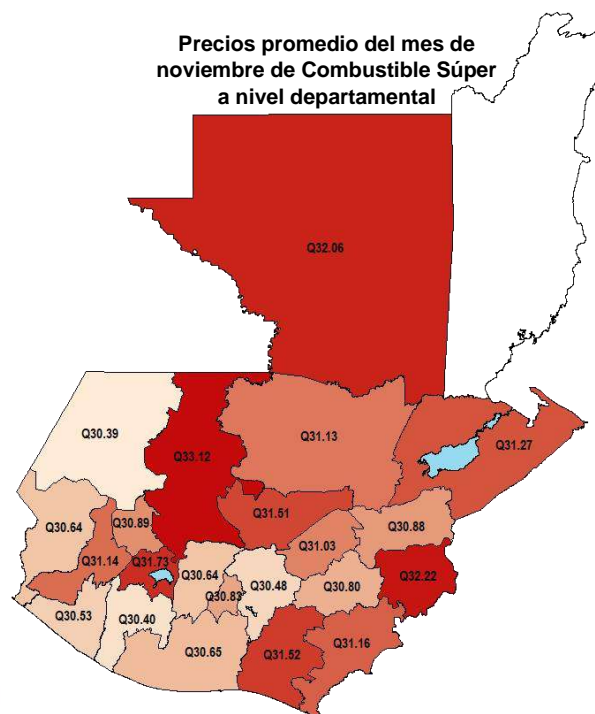 Precios promedio del mes de
noviembre de Combustible Súper
a nivel departamental
Q32.06
Q30.39
Q33.12
Q31.13
Q31.27
Q31.51
Q30.64
Q30.89
Q30.88
Q31.03
Q31.14
Q31.73
Q30.64
Q30.48
Q30.80
Q32.22
Q30.83
Q30.53
Q30.40
Q30.65
Q31.52
Q31.16